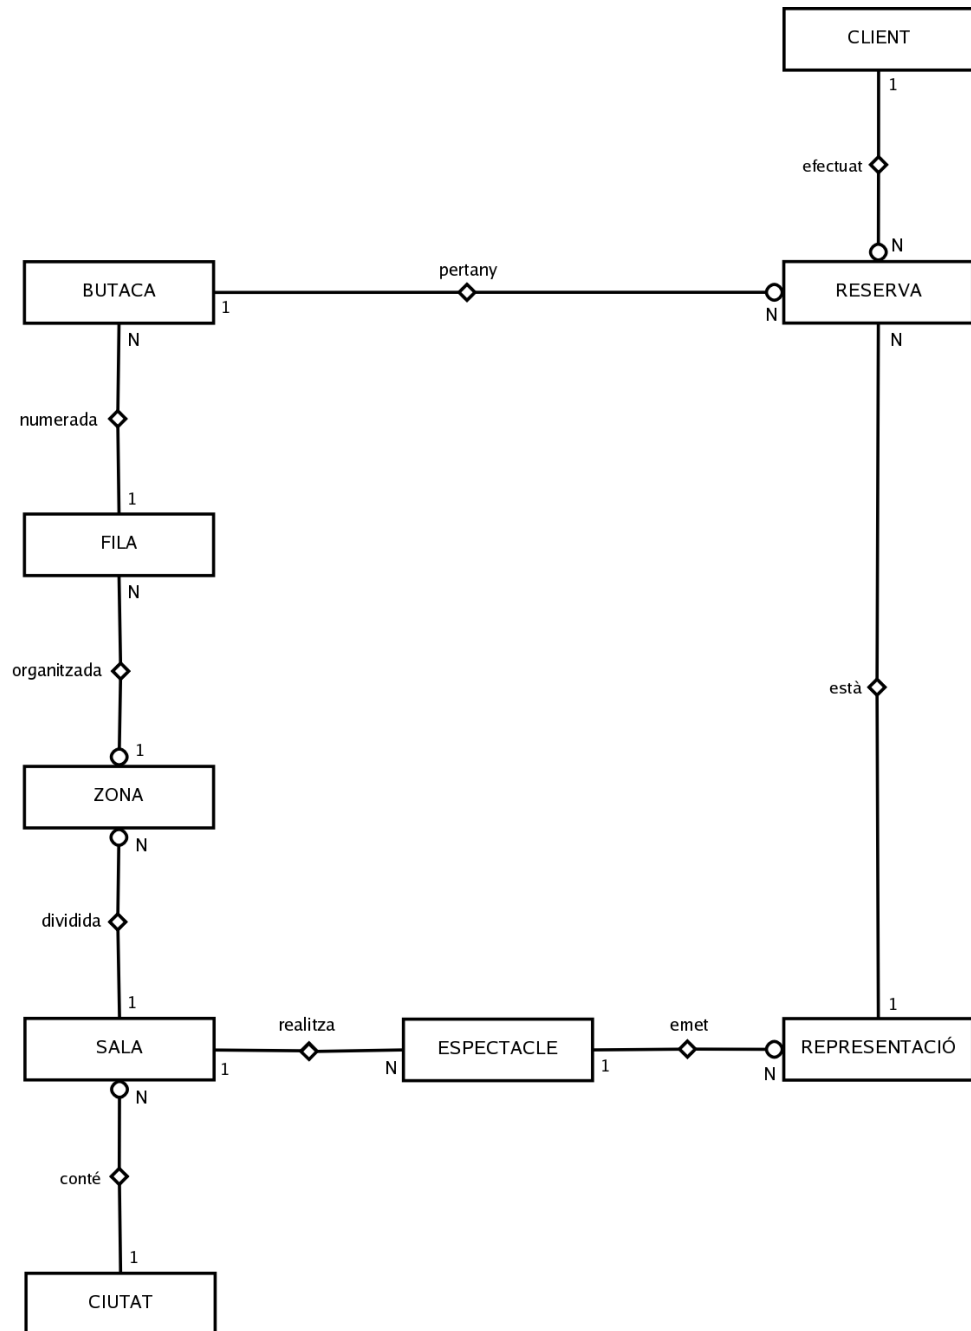 CLIENT
1
efectuat
N
BUTACA
pertany
RESERVA
1
N
N
N
numerada
1
FILA
N
organitzada
està
1
ZONA
N
dividida
1
1
SALA
realitza
ESPECTACLE
emet
REPRESENTACIÓ
1
N
1
N
N
conté
1
CIUTAT